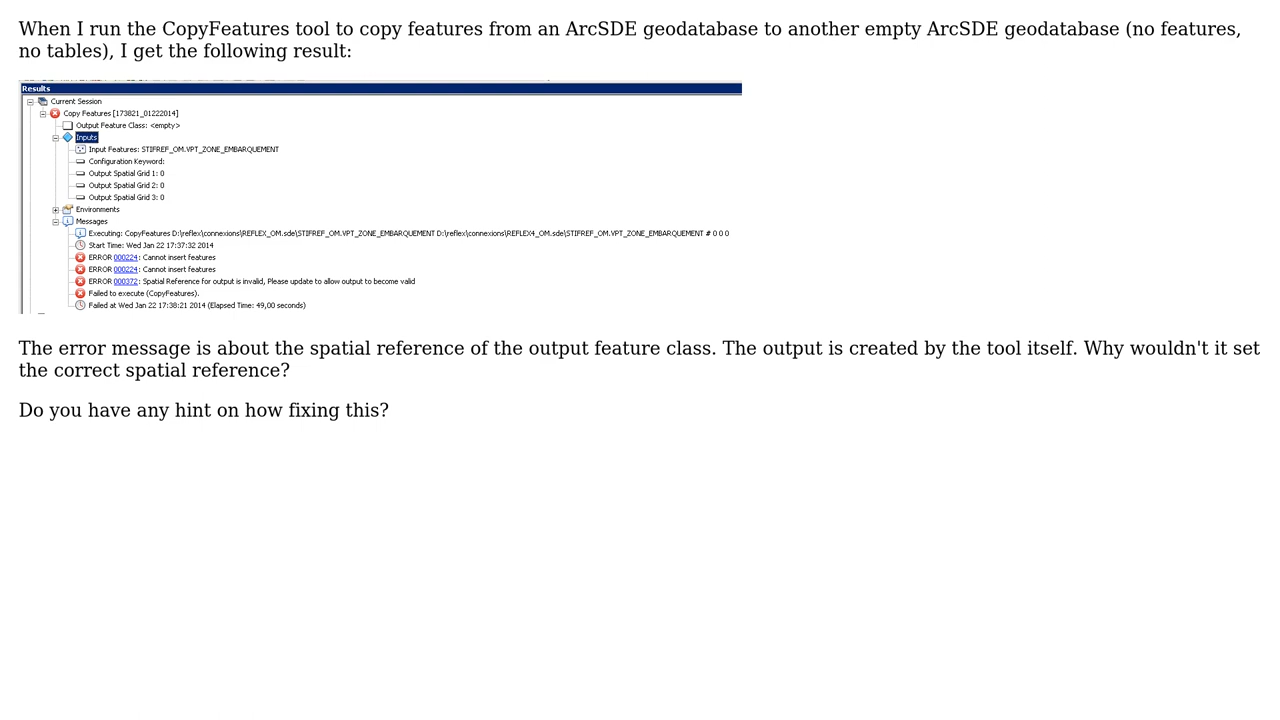 When I run the CopyFeatures tool to copy features from an ArcSDE geodatabase to another empty ArcSDE geodatabase (no features,
no tables), I get the following result:
Results
Current Session
Copy Features [173821_01222014]
Output Feature Class: <empty>
Inputs
Input Features: STIFREF_OM.VPT_ZONE_EMBARQUEMENT
Configuration Keyword:
Output Spatial Grid 1: 0
Output Spatial Grid 2: 0
Output Spatial Grid 3: 0
Environments
Messages
Executing: CopyFeatures D:\reflex\connexions\REFLEX_OM.sde\STIFREF_OM.VPT_ZONE_EMBARQUEMENT D:\reflex\connexions\REFLEX4_OM.sde\STIFREF_OM.VPT_ZONE_EMBARQUEMENT # 0 0 0
Start Time: Wed Jan 22 17:37:32 2014
ERROR 000224: Cannot insert features
ERROR 000224: Cannot insert features
ERROR 000372: Spatial Reference for output is invalid, Please update to allow output to become valid
Failed to execute (CopyFeatures).
Failed at Wed Jan 22 17:38:21 2014 (Elapsed Time: 49,00 seconds)
The error message is about the spatial reference of the output feature class. The output is created by the tool itself. Why wouldn't it set
the correct spatial reference?
Do you have any hint on how fixing this?